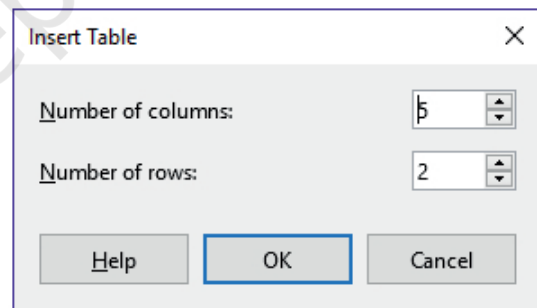 Insert Table
Number of columns: 5
Number of rows: 2
Help OK Cancel